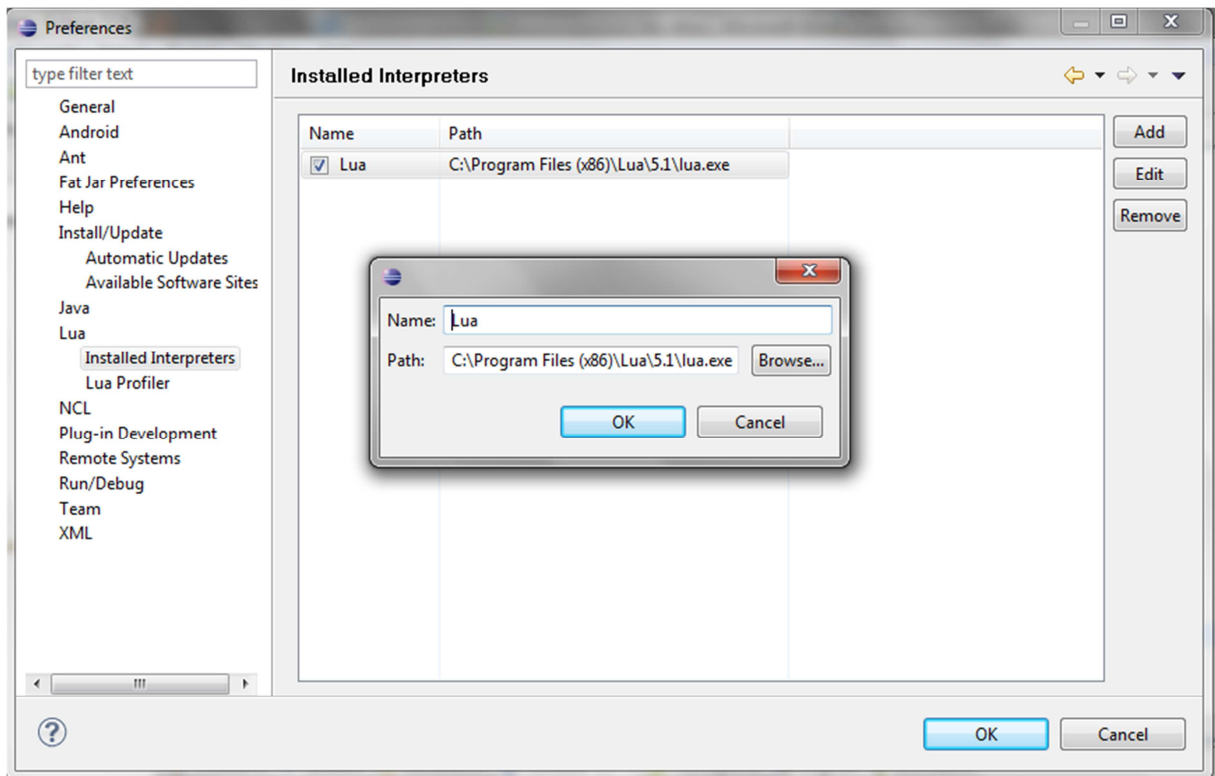 Preferences
type filter text
General
Android
Ant
Fat Jar Preferences
Help
Install/Update
Automatic Updates
Available Software Sites
Java
Lua
Installed Interpreters
Lua Profiler
NCL
Plug-in Development
Remote Systems
Run/Debug
Team
XML
Installed Interpreters
Name Path
Lua C:\Program Files (x86)\Lua\5.1\lua.exe
Add
Edit
Remove
Name: Lua
Path: C:\Program Files (x86)\Lua\5.1\lua.exe Browse...
OK Cancel
OK Cancel